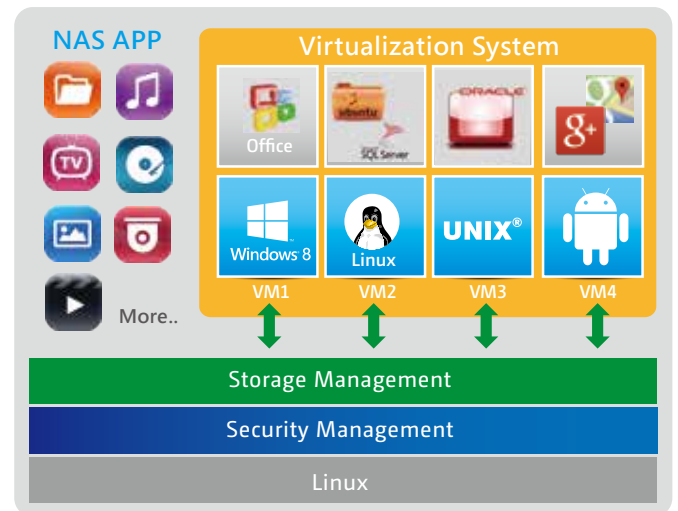 NAS APP
Virtualization System
Office
ubuntu
SQL Server
ORACLE
g+
TV
Windows 8
Linux
UNIX®
VM1
VM2
VM3
VM4
More..
Storage Management
Security Management
Linux